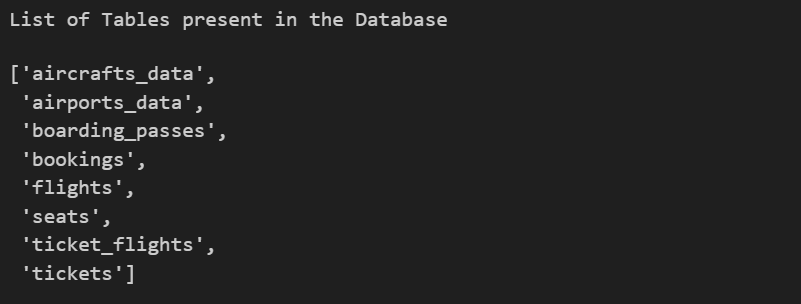 List of Tables present in the Database
['aircrafts_data',
'airports_data',
'boarding_passes',
'bookings',
'flights',
'seats',
'ticket_flights',
'tickets']